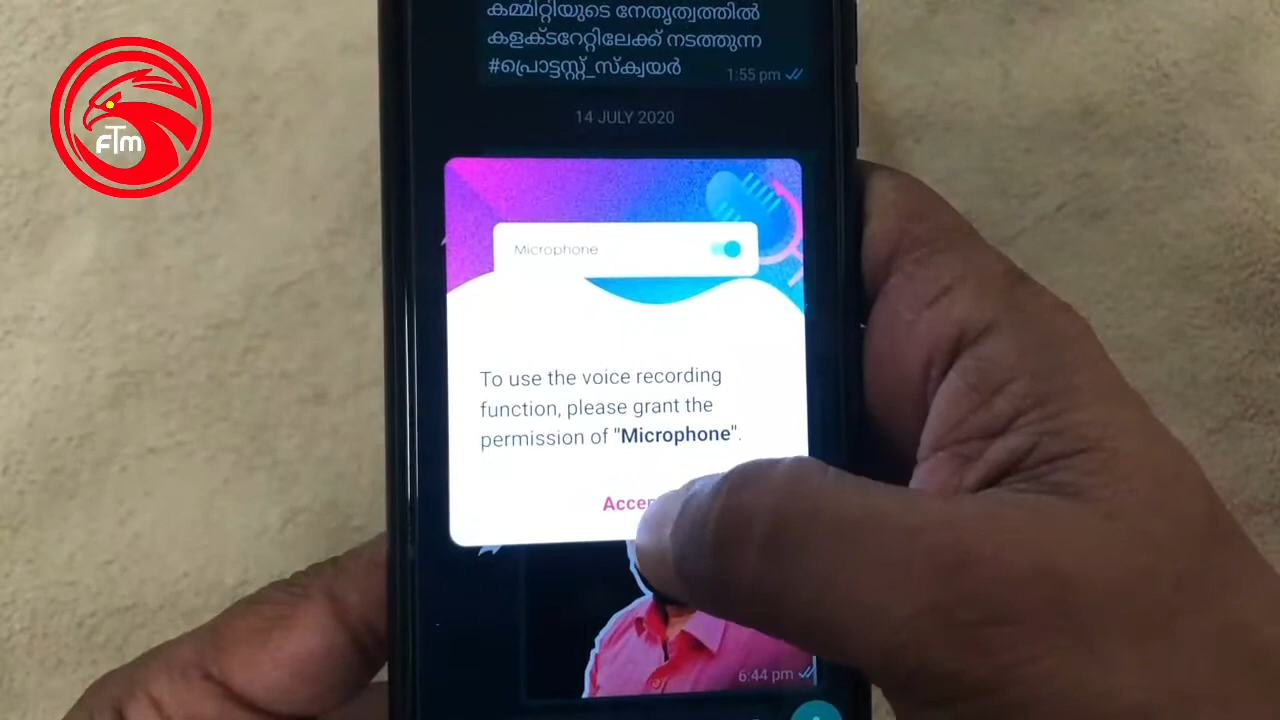 കമ്മിറ്റിയുടെ നേതൃത്വത്തിൽ
കളക്ടറേറ്റിലേക്ക് നടത്തുന്ന
#പ്രൊട്ടസ്റ്റ്_സ്ക്വയർ
1:55 pm
14 JULY 2020
FTm
Microphone
To use the voice recording
function, please grant the
permission of "Microphone".
6:44 pm